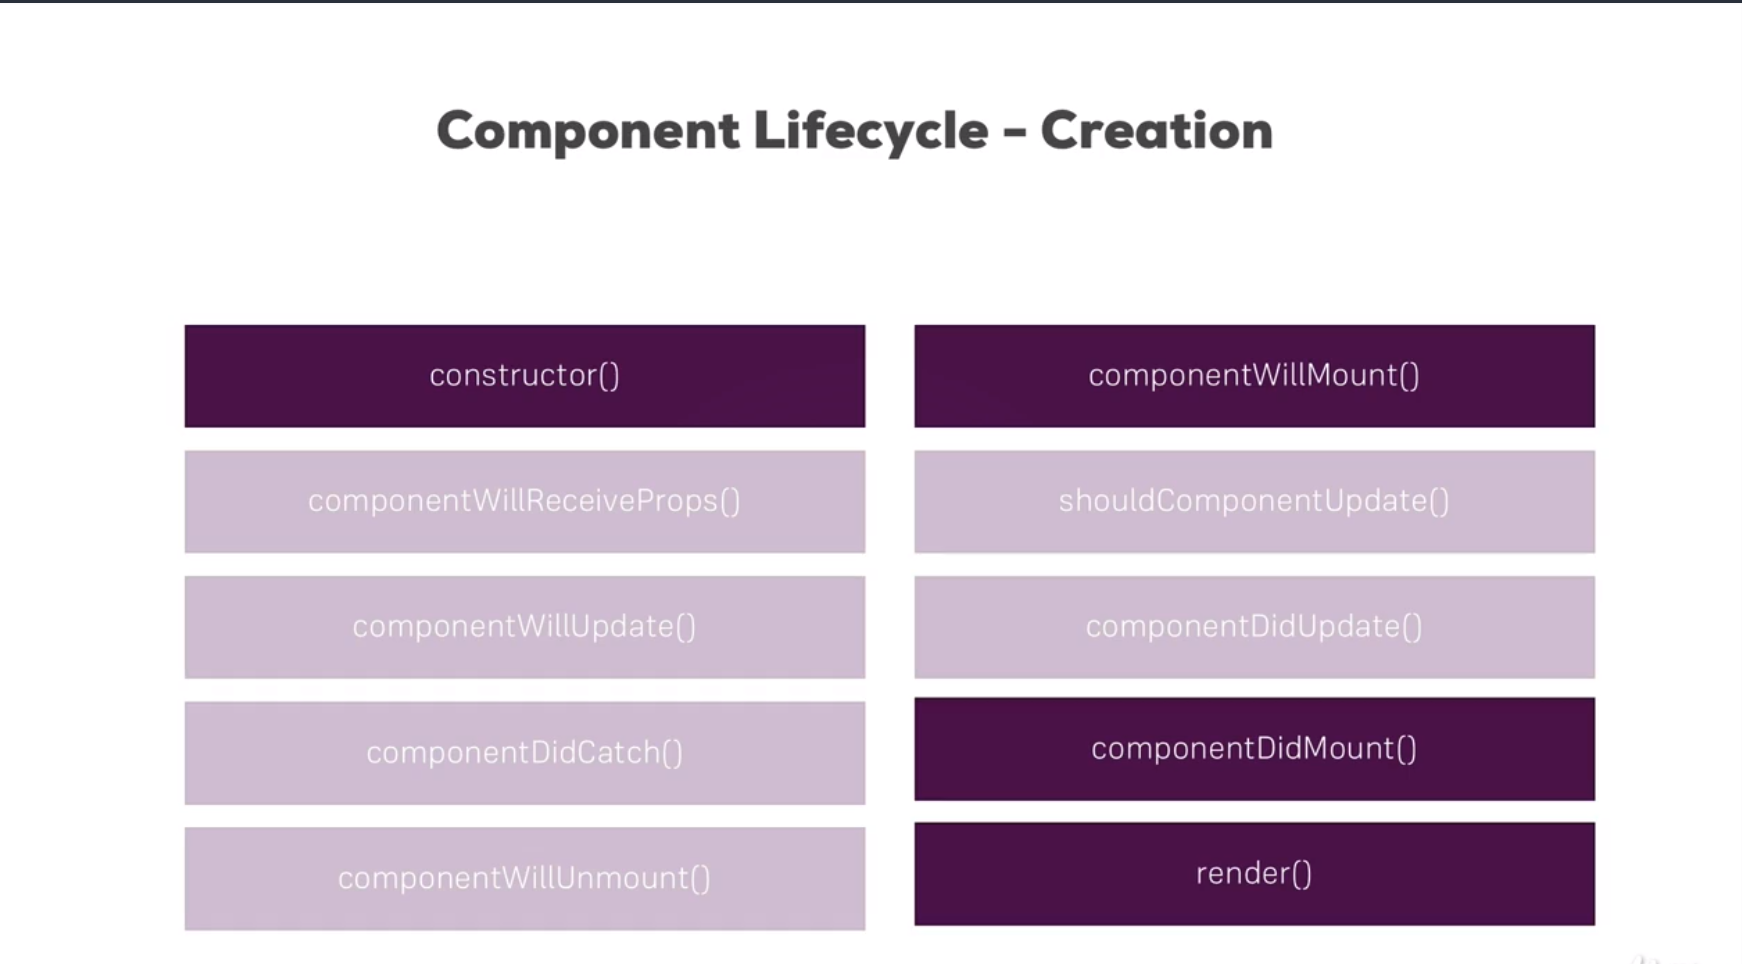 Component Lifecycle - Creation
constructor()
componentWillMount()
componentWillReceiveProps()
shouldComponentUpdate()
componentWillUpdate()
componentDidUpdate()
componentDidCatch()
componentDidMount()
componentWillUnmount()
render()